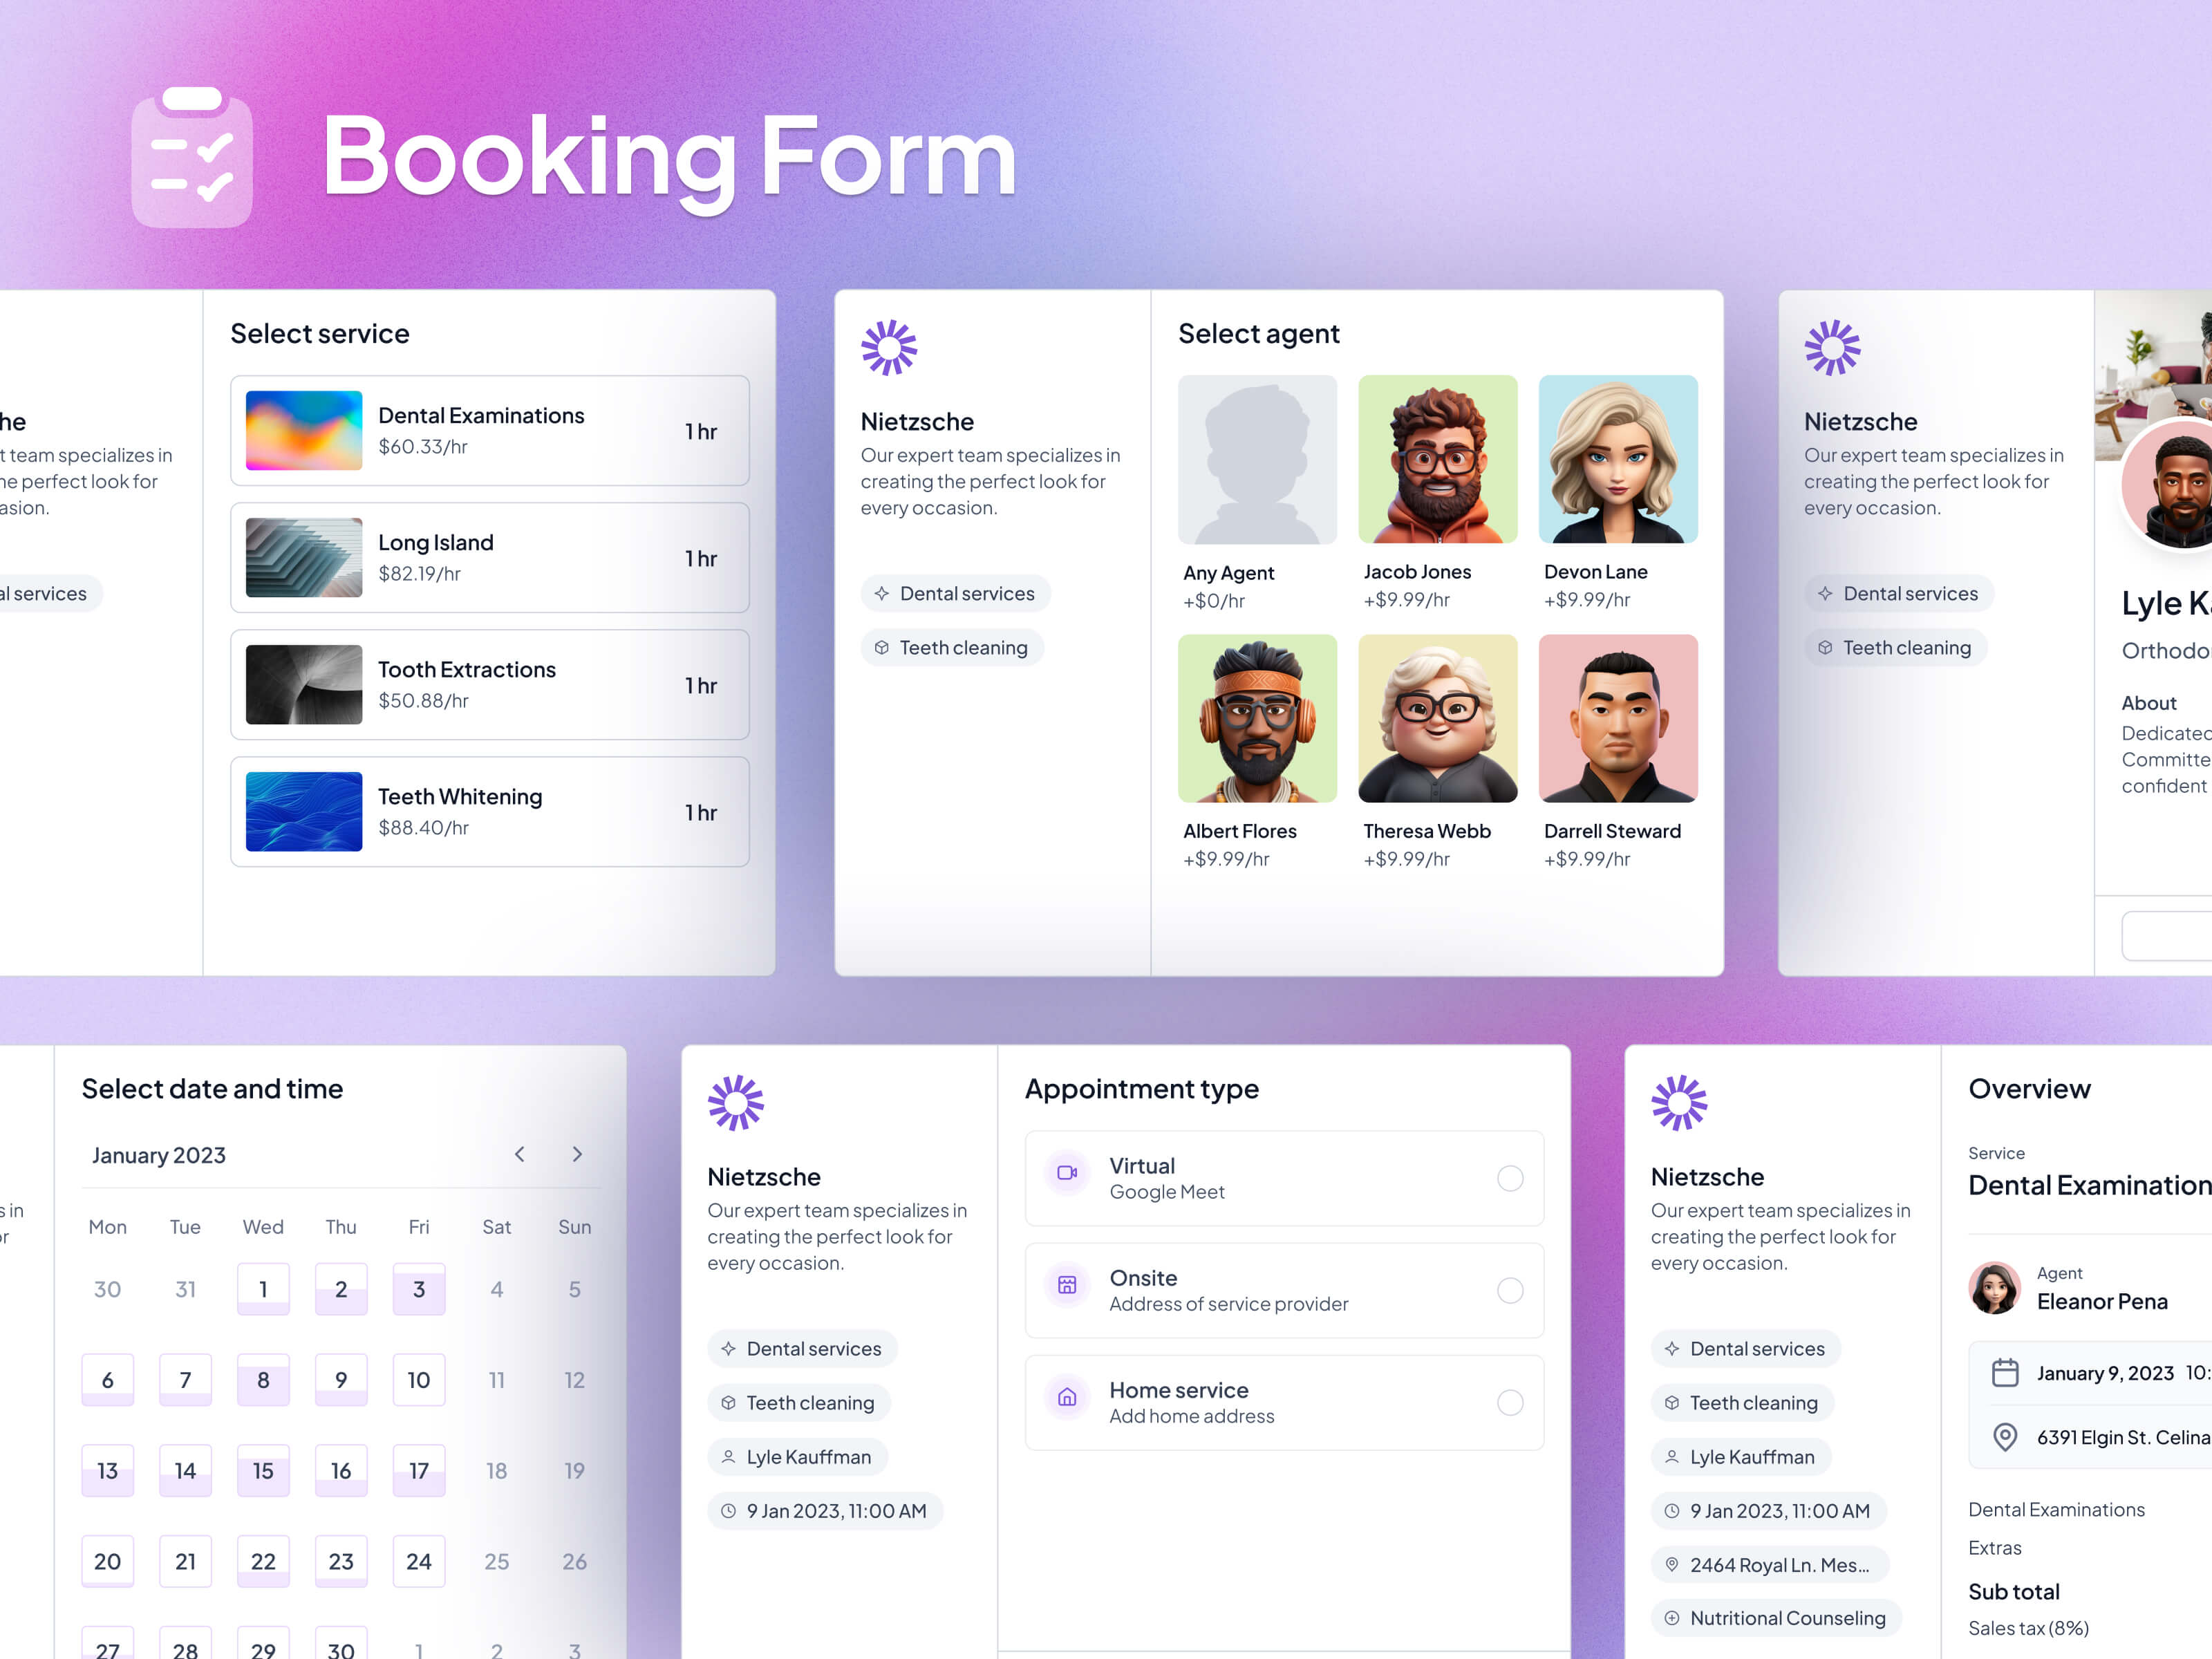 Booking Form
he
t team specializes in
he perfect look for
asion.
al services
Select service
Dental Examinations
$60.33/hr
1 hr
Long Island
$82.19/hr
1 hr
Tooth Extractions
$50.88/hr
1 hr
Teeth Whitening
$88.40/hr
1 hr
Nietzsche
Our expert team specializes in
creating the perfect look for
every occasion.
Dental services
Teeth cleaning
Select agent
Any Agent
+$0/hr
Jacob Jones
+$9.99/hr
Devon Lane
+$9.99/hr
Albert Flores
+$9.99/hr
Theresa Webb
+$9.99/hr
Darrell Steward
+$9.99/hr
Nietzsche
Our expert team specializes in
creating the perfect look for
every occasion.
Dental services
Teeth cleaning
Lyle K
Orthodo
About
Dedicated
Committe
confident
s in
or
Select date and time
January 2023
Mon Tue Wed Thu Fri Sat Sun
30 31 1 2 3 4 5
6 7 8 9 10 11 12
13 14 15 16 17 18 19
20 21 22 23 24 25 26
27 28 29 30 1 2 3
Nietzsche
Our expert team specializes in
creating the perfect look for
every occasion.
Dental services
Teeth cleaning
Lyle Kauffman
9 Jan 2023, 11:00 AM
Appointment type
Virtual
Google Meet
Onsite
Address of service provider
Home service
Add home address
Nietzsche
Our expert team specializes in
creating the perfect look for
every occasion.
Dental services
Teeth cleaning
Lyle Kauffman
9 Jan 2023, 11:00 AM
2464 Royal Ln. Mes...
Nutritional Counseling
Overview
Service
Dental Examination
Agent
Eleanor Pena
January 9, 2023 10:
6391 Elgin St. Celina
Dental Examinations
Extras
Sub total
Sales tax (8%)